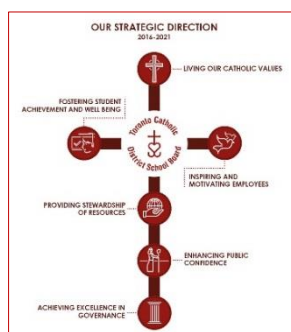 OUR STRATEGIC DIRECTION
2016-2021
LIVING OUR CATHOLIC VALUES
FOSTERING STUDENT
ACHIEVEMENT AND WELL BEING
Toronto Catholic
District School Board
INSPIRING AND
MOTIVATING EMPLOYEES
PROVIDING STEWARDSHIP
OF RESOURCES
ENHANCING PUBLIC
CONFIDENCE
ACHIEVING EXCELLENCE IN
GOVERNANCE